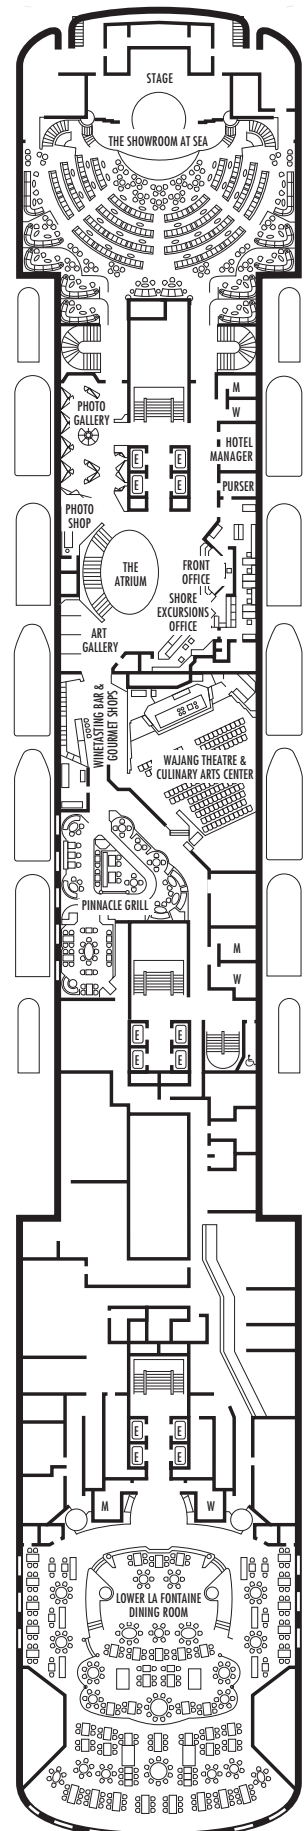 STAGE
THE SHOWROOM AT SEA
M
W
PHOTO
GALLERY
HOTEL
MANAGER
E
E
E
E
PURSER
PHOTO
SHOP
THE
ATRIUM
FRONT
OFFICE
SHORE
EXCURSIONS
OFFICE
ART
GALLERY
WINETASTING BAR &
GOURMET SHOPS
WAJANG THEATRE &
CULINARY ARTS CENTER
PINNACLE GRILL
M
W
E
E
E
E
E
E
E
E
M
W
LOWER LA FONTAINE
DINING ROOM